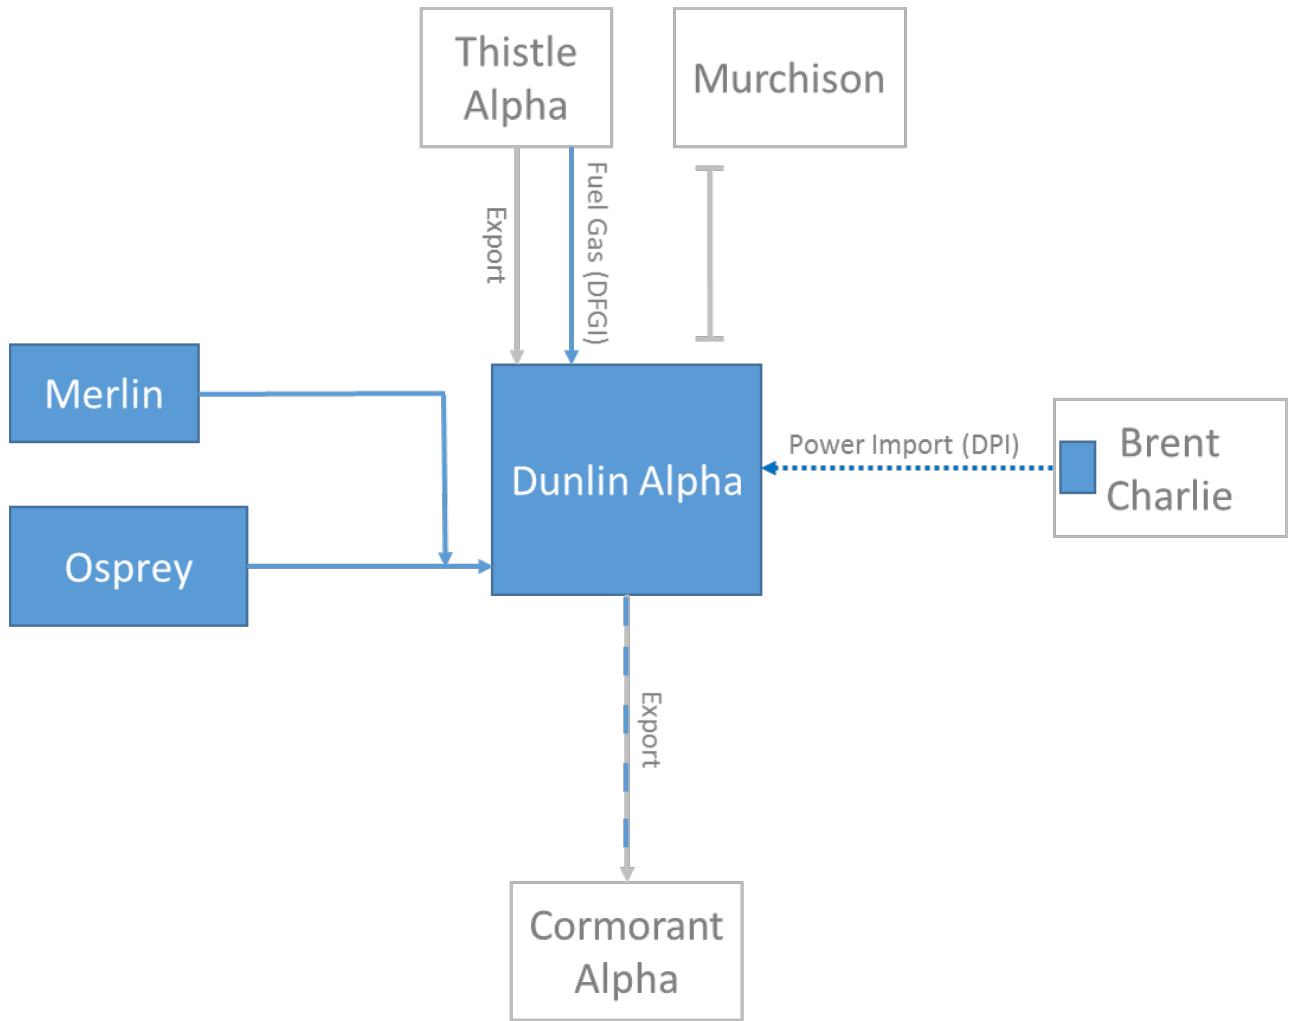 Thistle
Alpha
Murchison
Export
Fuel Gas (DFGI)
Merlin
Dunlin Alpha
Power Import (DPI)
Brent
Charlie
Osprey
Export
Cormorant
Alpha